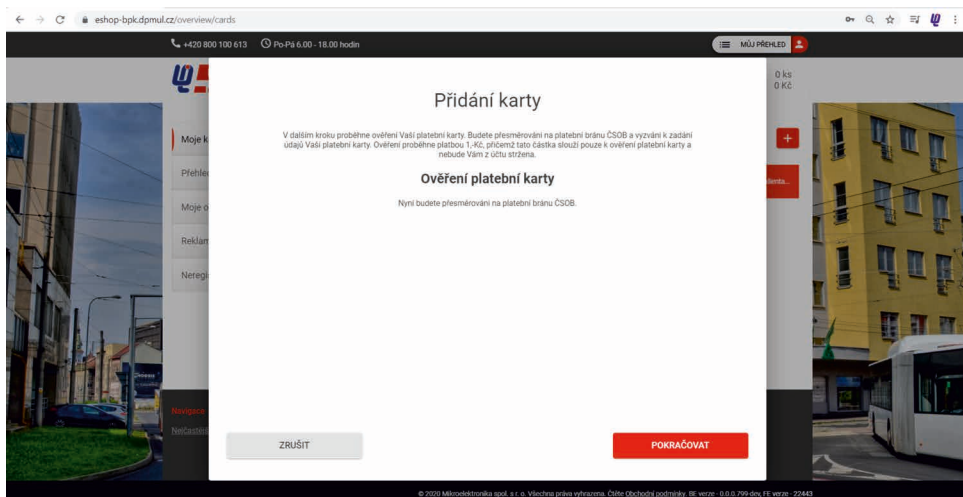 eshop-bpk.dpmul.cz/overview/cards
+420 800 100 613 Po-Pá 6.00 - 18.00 hodin
MŮJ PŘEHLED
0 ks
0 Kč
Přidání karty
V dalším kroku proběhne ověření Vaší platební karty. Budete přesměrováni na platební bránu ČSOB a vyzváni k zadání
údajů Vaší platební karty. Ověření proběhne platbou 1,-Kč, přičemž tato částka slouží pouze k ověření platební karty a
nebude Vám z účtu stržena.
Ověření platební karty
Nyní budete přesměrováni na platební bránu ČSOB.
Moje k
Přehle
Moje o
Reklam
Neregi
Navigace
Nejčastěj
ZRUŠIT
POKRAČOVAT
© 2020 Mikroelektronika spol. s r. o. Všechna práva vyhrazena. Čtěte Obchodní podmínky. BE verze - 0.0.0.799-dev, FE verze - 22443